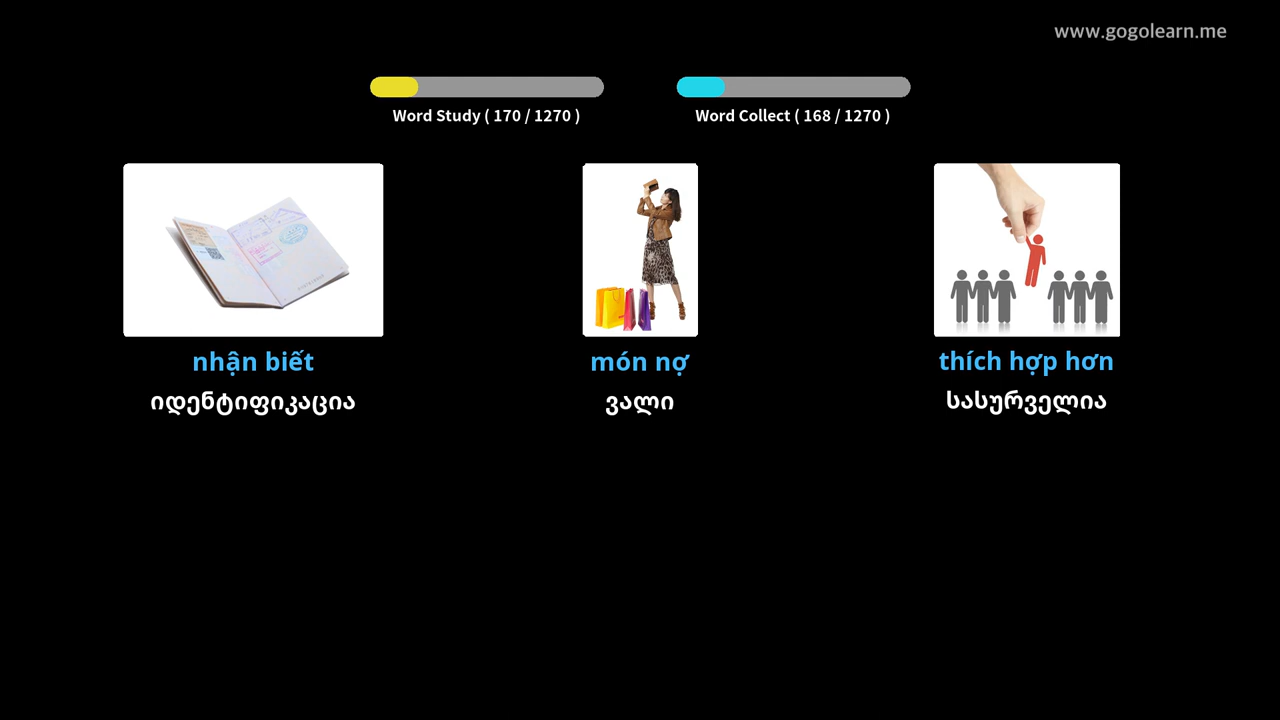 www.gogolearn.me
Word Study ( 170 / 1270 )
Word Collect ( 168 / 1270 )
nhận biết
món nợ
thích hợp hơn
იდენტიფიკაცია
ვალი
სასურველია